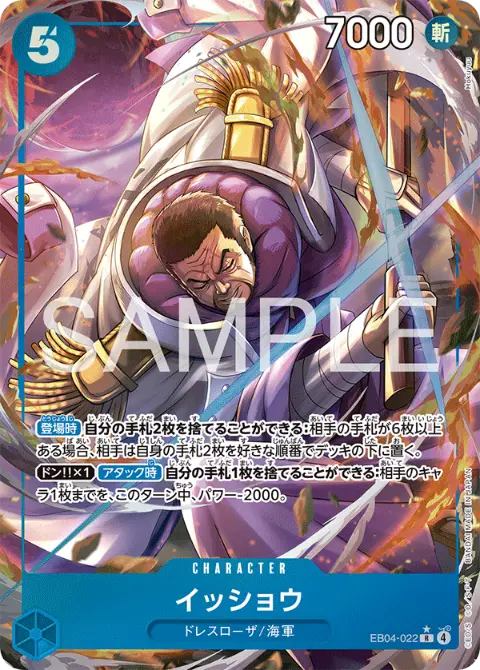 5
7000
斬
SAMPLE
登場時 自分の手札2枚を捨てることができる:相手の手札が6枚以上
ある場合、相手は自身の手札2枚を好きな順番でデッキの下に置く。
ドン!!×1 アタック時 自分の手札1枚を捨てることができる:相手のキャ
ラ1枚までを、このターン中、パワー-2000。
CHARACTER
イッショウ
ドレスローザ/海軍
EB04-022 R 4
BANDAI MADE IN JAPAN